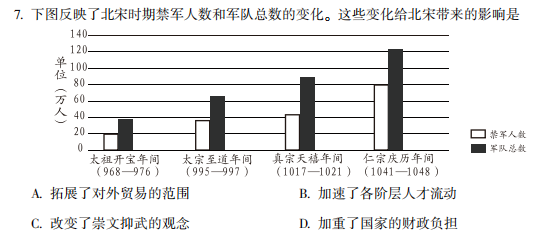 7. 下图反映了北宋时期禁军人数和军队总数的变化。这些变化给北宋带来的影响是
单位（万人）
140
120
100
80
60
40
20
0
太祖开宝年间 太宗至道年间 真宗天禧年间 仁宗庆历年间
（968—976） （995—997） （1017—1021） （1041—1048）
禁军人数
军队总数
A. 拓展了对外贸易的范围 B. 加速了各阶层人才流动
C. 改变了崇文抑武的观念 D. 加重了国家的财政负担